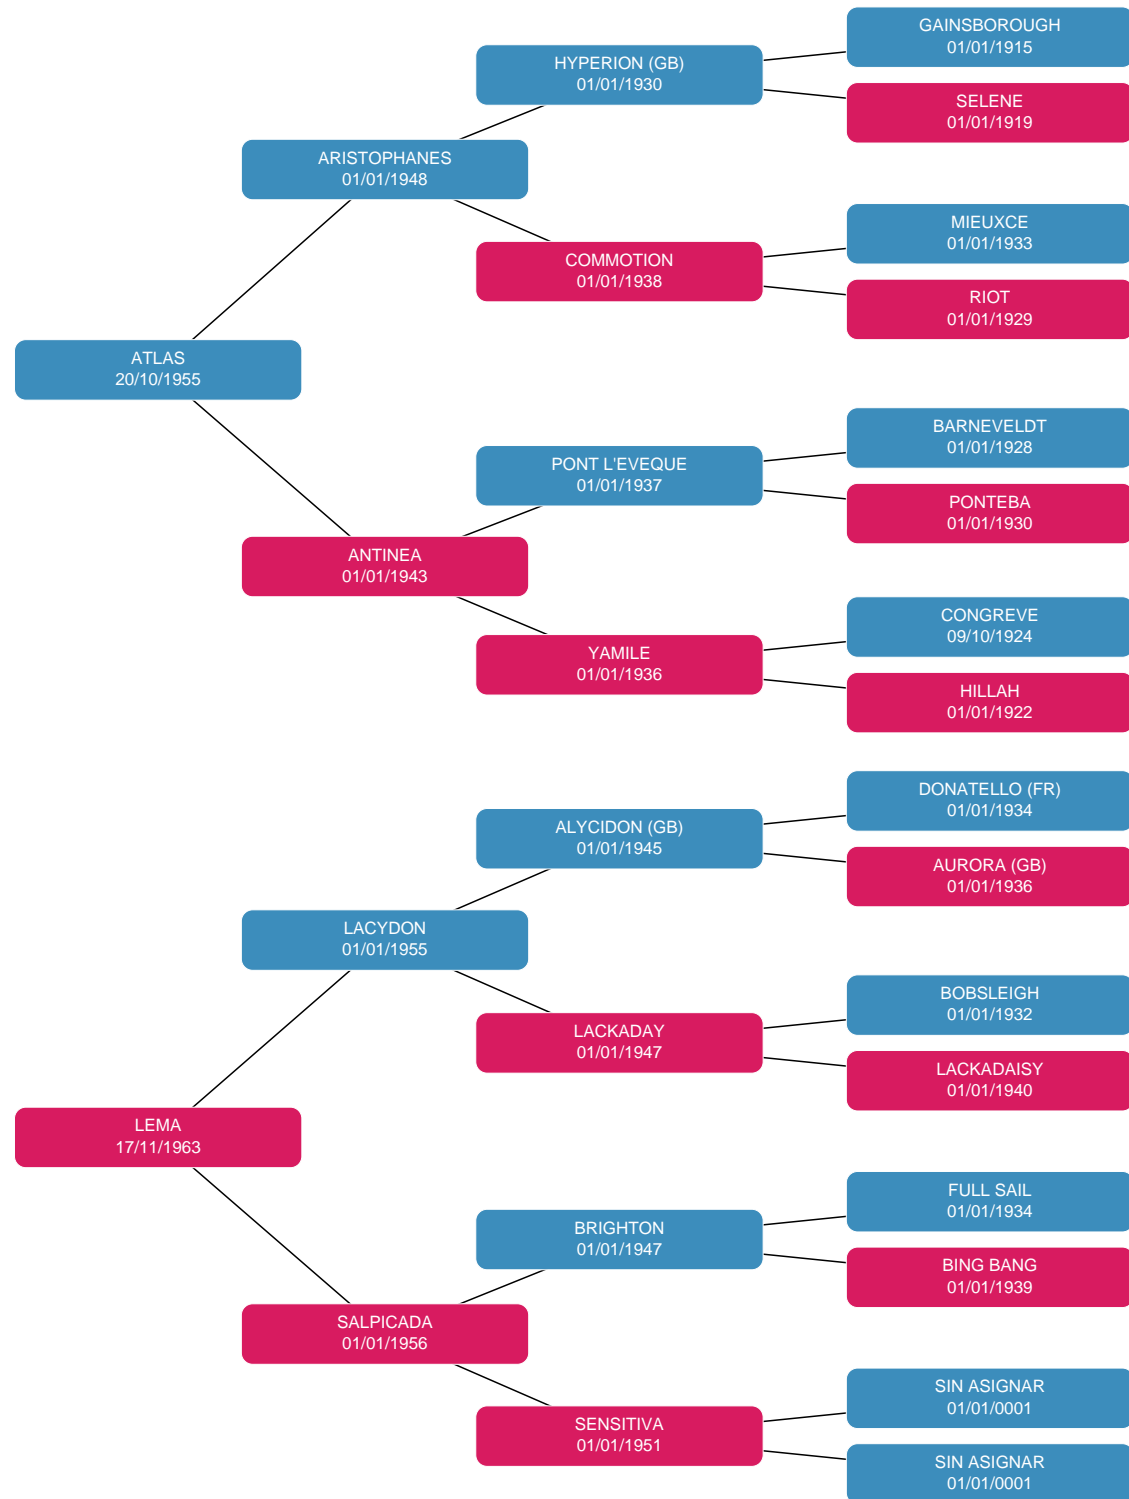 GAINSBOROUGH
01/01/1915
HYPERION (GB)
01/01/1930
SELENE
01/01/1919
ARISTOPHANES
01/01/1948
MIEUXCE
01/01/1933
COMMOTION
01/01/1938
RIOT
01/01/1929
ATLAS
20/10/1955
BARNEVELDT
01/01/1928
PONT L'EVEQUE
01/01/1937
PONTEBA
01/01/1930
ANTINEA
01/01/1943
CONGREVE
09/10/1924
YAMILE
01/01/1936
HILLAH
01/01/1922
DONATELLO (FR)
01/01/1934
ALYCIDON (GB)
01/01/1945
AURORA (GB)
01/01/1936
LACYDON
01/01/1955
BOBSLEIGH
01/01/1932
LACKADAY
01/01/1947
LACKADAISY
01/01/1940
LEMA
17/11/1963
FULL SAIL
01/01/1934
BRIGHTON
01/01/1947
BING BANG
01/01/1939
SALPICADA
01/01/1956
SIN ASIGNAR
01/01/0001
SENSITIVA
01/01/1951
SIN ASIGNAR
01/01/0001